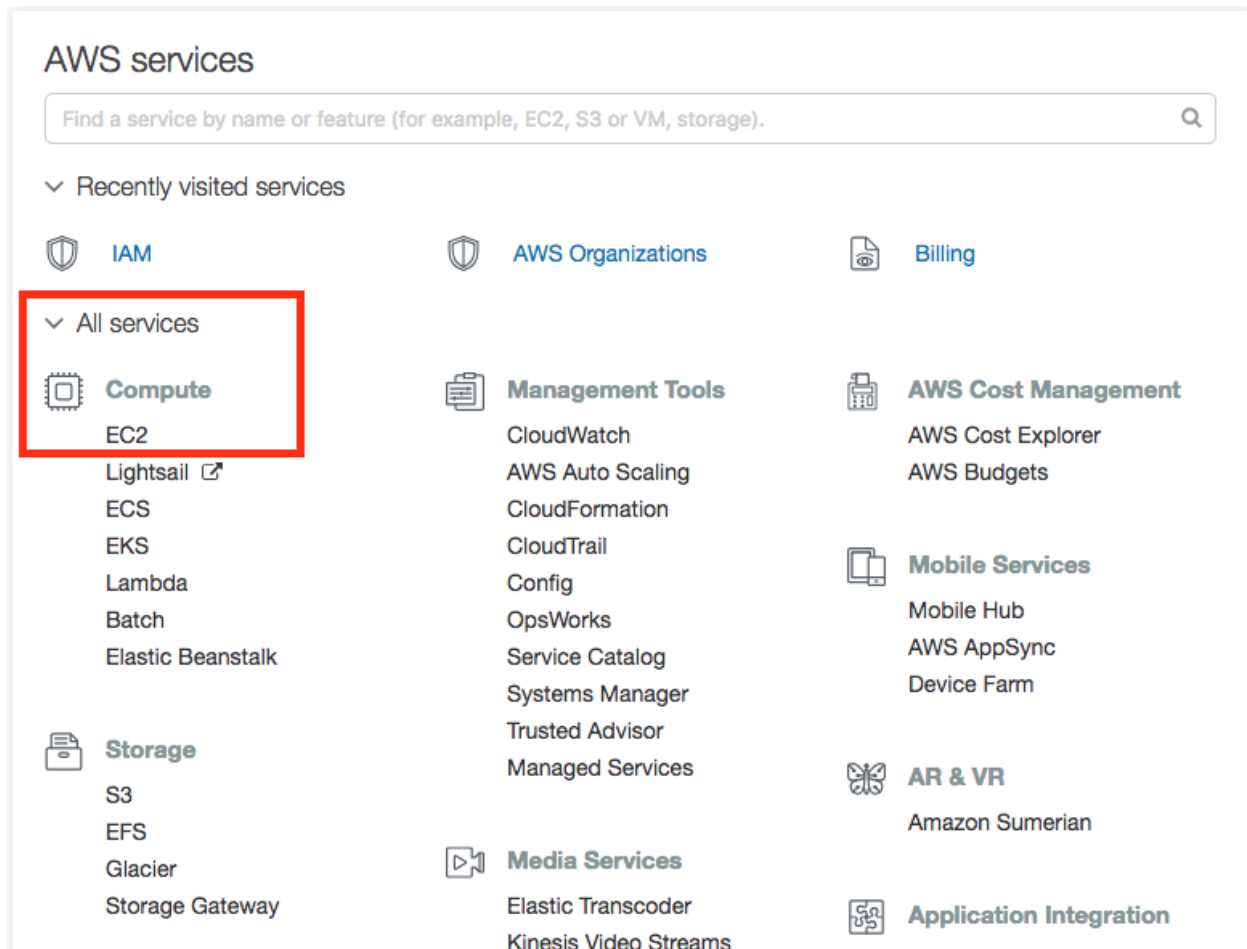 AWS services
Find a service by name or feature (for example, EC2, S3 or VM, storage).
Recently visited services
IAM
AWS Organizations
Billing
All services
Compute
EC2
Lightsail
ECS
EKS
Lambda
Batch
Elastic Beanstalk
Storage
S3
EFS
Glacier
Storage Gateway
Management Tools
CloudWatch
AWS Auto Scaling
CloudFormation
CloudTrail
Config
OpsWorks
Service Catalog
Systems Manager
Trusted Advisor
Managed Services
Media Services
Elastic Transcoder
Kinesis Video Streams
AWS Cost Management
AWS Cost Explorer
AWS Budgets
Mobile Services
Mobile Hub
AWS AppSync
Device Farm
AR & VR
Amazon Sumerian
Application Integration